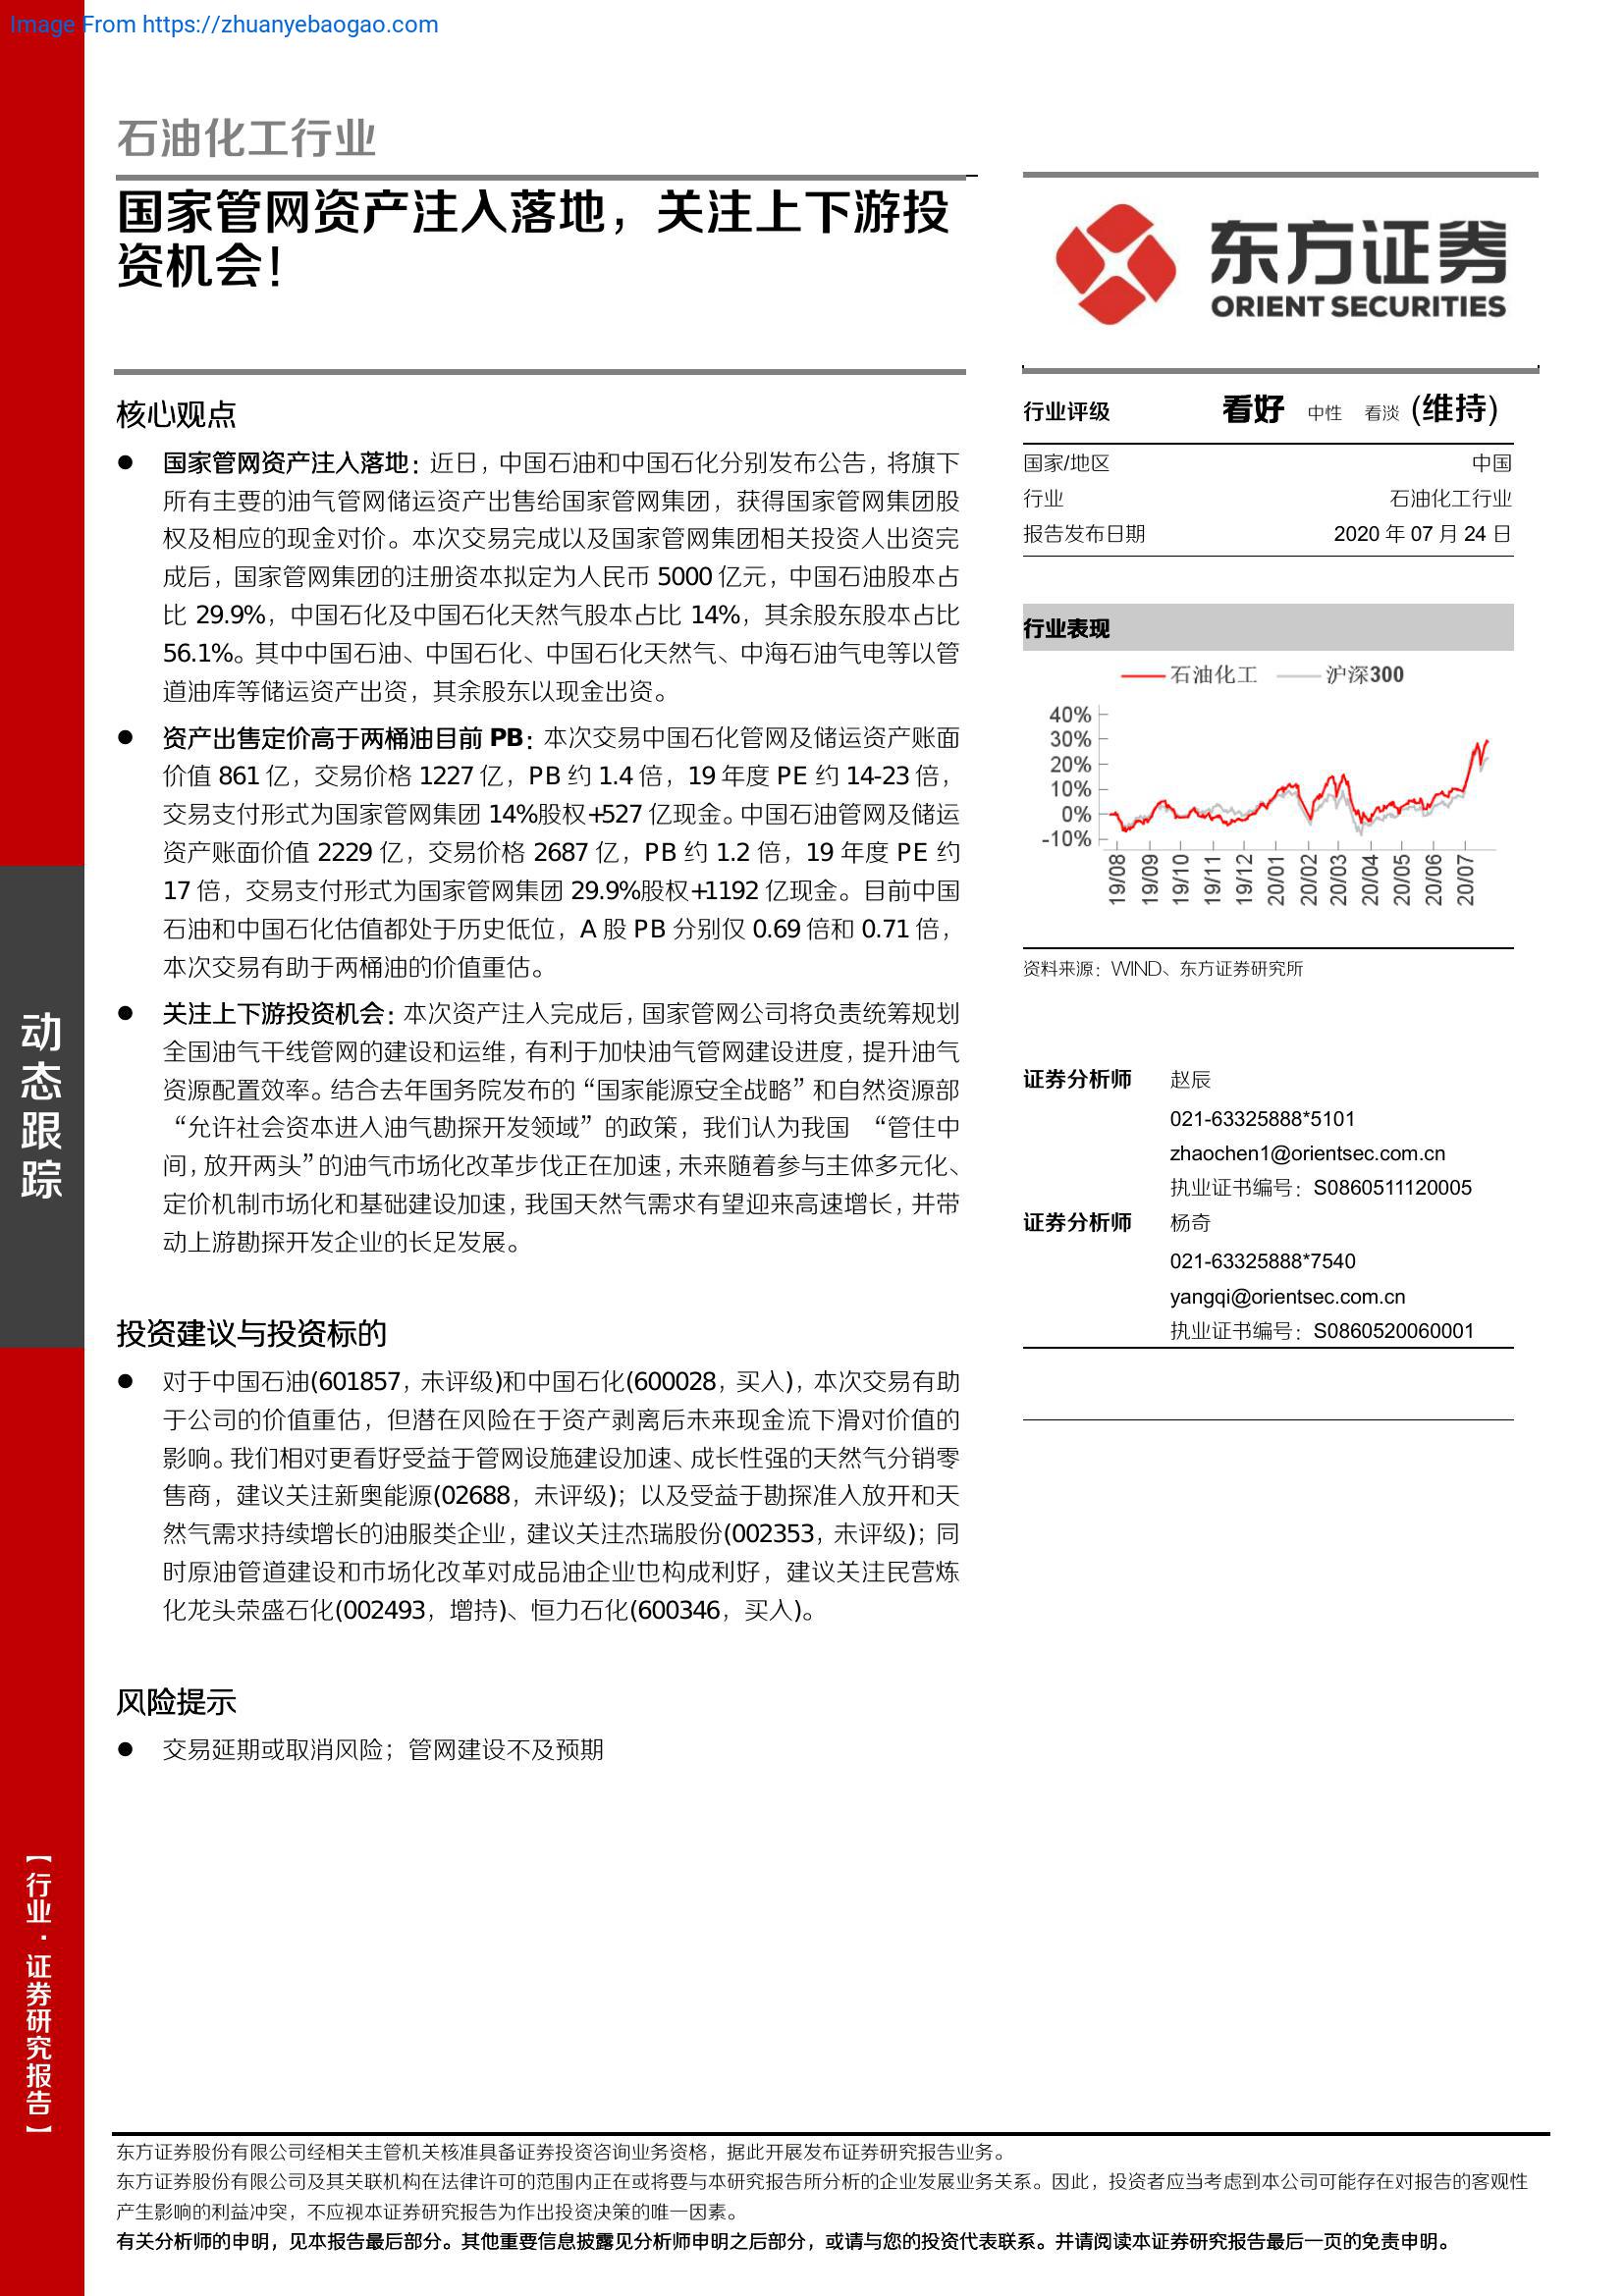 Image From https://zhuanyebaogao.com
石油化工行业
国家管网资产注入落地，关注上下游投
资机会！
东方证券
ORIENT SECURITIES
核心观点
● 国家管网资产注入落地：近日，中国石油和中国石化分别发布公告，将旗下
所有主要的油气管网储运资产出售给国家管网集团，获得国家管网集团股
权及相应的现金对价。本次交易完成以及国家管网集团相关投资人出资完
成后，国家管网集团的注册资本拟定为人民币 5000 亿元，中国石油股本占
比 29.9%，中国石化及中国石化天然气股本占比 14%，其余股东股本占比
56.1%。其中中国石油、中国石化、中国石化天然气、中海石油气电等以管
道油库等储运资产出资，其余股东以现金出资。
● 资产出售定价高于两桶油目前 PB：本次交易中国石化管网及储运资产账面
价值 861 亿，交易价格 1227 亿，PB 约 1.4 倍，19 年度 PE 约 14-23 倍，
交易支付形式为国家管网集团 14%股权+527 亿现金。中国石油管网及储运
资产账面价值 2229 亿，交易价格 2687 亿，PB 约 1.2 倍，19 年度 PE 约
17 倍，交易支付形式为国家管网集团 29.9%股权+1192 亿现金。目前中国
石油和中国石化估值都处于历史低位，A 股 PB 分别仅 0.69 倍和 0.71 倍，
本次交易有助于两桶油的价值重估。
● 关注上下游投资机会：本次资产注入完成后，国家管网公司将负责统筹规划
全国油气干线管网的建设和运维，有利于加快油气管网建设进度，提升油气
资源配置效率。结合去年国务院发布的“国家能源安全战略”和自然资源部
“允许社会资本进入油气勘探开发领域”的政策，我们认为我国 “管住中
间，放开两头”的油气市场化改革步伐正在加速，未来随着参与主体多元化、
定价机制市场化和基础建设加速，我国天然气需求有望迎来高速增长，并带
动上游勘探开发企业的长足发展。
投资建议与投资标的
● 对于中国石油(601857，未评级)和中国石化(600028，买入)，本次交易有助
于公司的价值重估，但潜在风险在于资产剥离后未来现金流下滑对价值的
影响。我们相对更看好受益于管网设施建设加速、成长性强的天然气分销零
售商，建议关注新奥能源(02688，未评级)；以及受益于勘探准入放开和天
然气需求持续增长的油服类企业，建议关注杰瑞股份(002353，未评级)；同
时原油管道建设和市场化改革对成品油企业也构成利好，建议关注民营炼
化龙头荣盛石化(002493，增持)、恒力石化(600346，买入)。
风险提示
● 交易延期或取消风险；管网建设不及预期
行业评级 看好 中性 看淡 (维持)
国家/地区 中国
行业 石油化工行业
报告发布日期 2020 年 07 月 24 日
行业表现
石油化工 沪深300
40%
30%
20%
10%
0%
-10%
19/08 19/09 19/10 19/11 19/12 20/01 20/02 20/03 20/04 20/05 20/06 20/07
资料来源：WIND、东方证券研究所
证券分析师 赵辰
021-63325888*5101
zhaochen1@orientsec.com.cn
执业证书编号：S0860511120005
证券分析师 杨奇
021-63325888*7540
yangqi@orientsec.com.cn
执业证书编号：S0860520060001
动态跟踪
【行业·证券研究报告】
东方证券股份有限公司经相关主管机关核准具备证券投资咨询业务资格，据此开展发布证券研究报告业务。
东方证券股份有限公司及其关联机构在法律许可的范围内正在或将要与本研究报告所分析的企业发展业务关系。因此，投资者应当考虑到本公司可能存在对报告的客观性
产生影响的利益冲突，不应视本证券研究报告为作出投资决策的唯一因素。
有关分析师的申明，见本报告最后部分。其他重要信息披露见分析师申明之后部分，或请与您的投资代表联系。并请阅读本证券研究报告最后一页的免责申明。